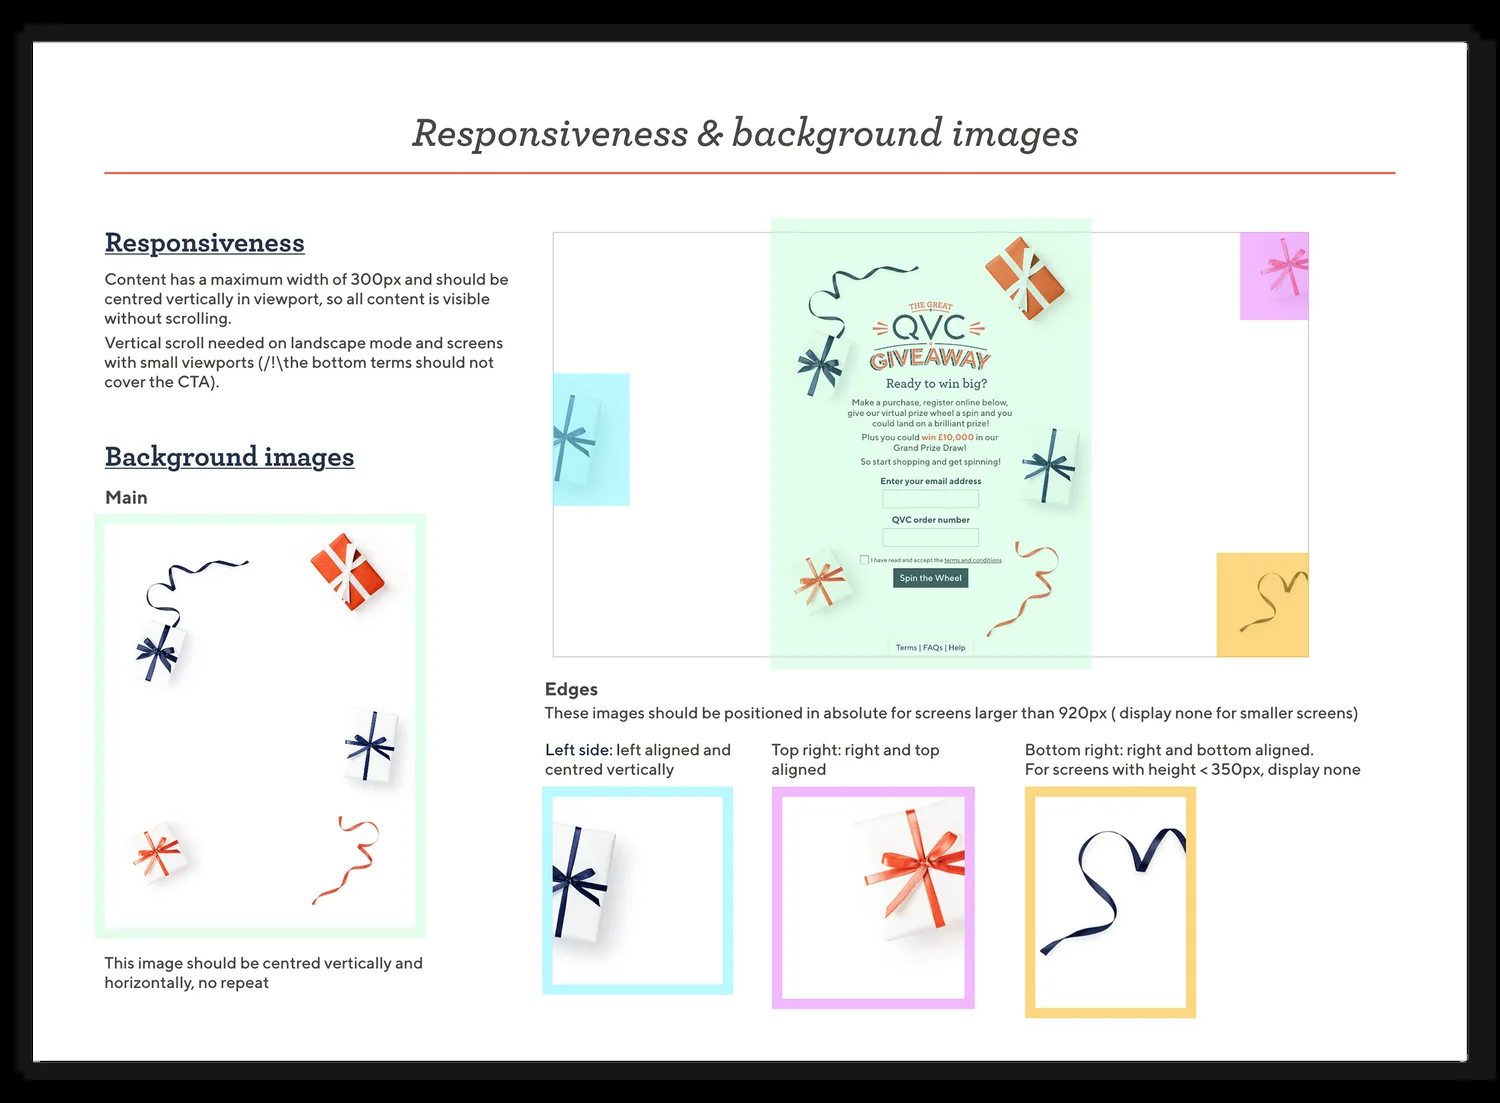 Responsiveness & background images
Responsiveness
Content has a maximum width of 300px and should be
centred vertically in viewport, so all content is visible
without scrolling.
Vertical scroll needed on landscape mode and screens
with small viewports (/!\the bottom terms should not
cover the CTA).
Background images
Main
This image should be centred vertically and
horizontally, no repeat
THE GREAT
QVC
GIVEAWAY
Ready to win big?
Make a purchase, register online below,
give our virtual prize wheel a spin and you
could land on a brilliant prize!
Plus you could win £10,000 in our
Grand Prize Draw!
So start shopping and get spinning!
Enter your email address
QVC order number
I have read and accept the terms and conditions
Spin the Wheel
Terms | FAQs | Help
Edges
These images should be positioned in absolute for screens larger than 920px ( display none for smaller screens)
Left side: left aligned and
centred vertically
Top right: right and top
aligned
Bottom right: right and bottom aligned.
For screens with height < 350px, display none